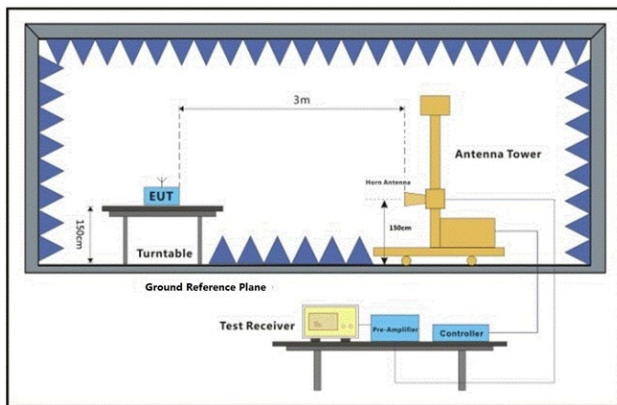 3m
Antenna Tower
Horn Antenna
EUT
150cm
150cm
Turntable
Ground Reference Plane
Test Receiver
Pre-Amplifier
Controller